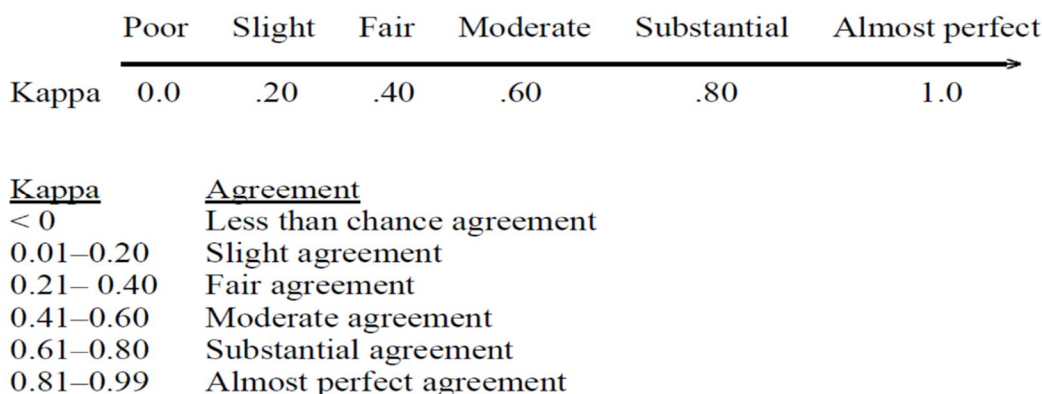 Poor Slight Fair Moderate Substantial Almost perfect
Kappa 0.0 .20 .40 .60 .80 1.0
Kappa Agreement
< 0 Less than chance agreement
0.01–0.20 Slight agreement
0.21– 0.40 Fair agreement
0.41–0.60 Moderate agreement
0.61–0.80 Substantial agreement
0.81–0.99 Almost perfect agreement